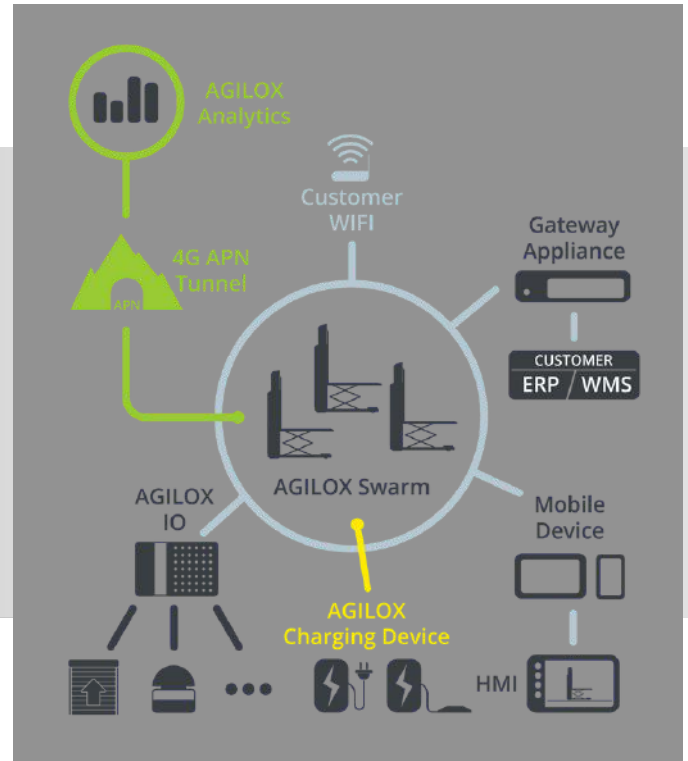 AGILOX
Analytics
Customer
WIFI
Gateway
Appliance
4G APN
Tunnel
APN
CUSTOMER
ERP / WMS
AGILOX Swarm
AGILOX
IO
Mobile
Device
AGILOX
Charging Device
HMI